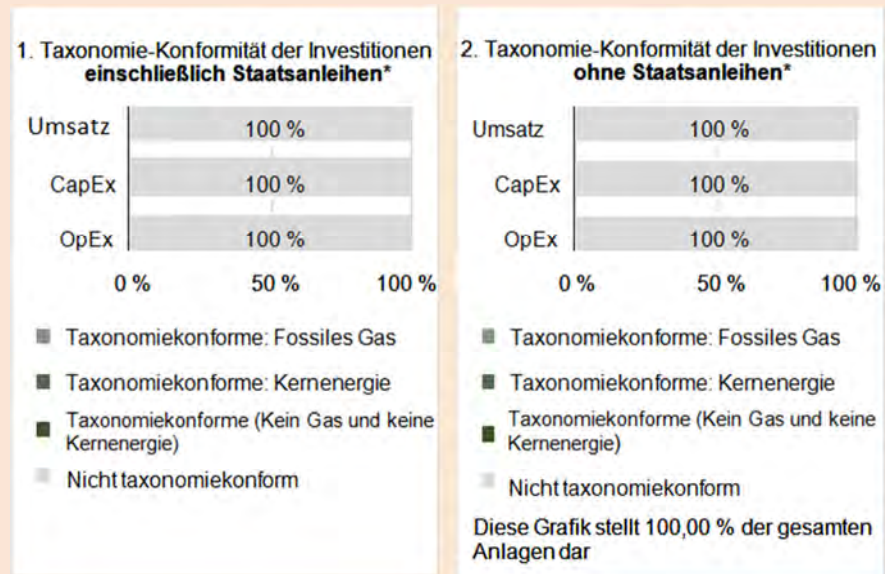 1. Taxonomie-Konformität der Investitionen
einschließlich Staatsanleihen*
Umsatz 100 %
CapEx 100 %
OpEx 100 %
0 % 50 % 100 %
Taxonomiekonforme: Fossiles Gas
Taxonomiekonforme: Kernenergie
Taxonomiekonforme (Kein Gas und keine
Kernenergie)
Nicht taxonomiekonform
2. Taxonomie-Konformität der Investitionen
ohne Staatsanleihen*
Umsatz 100 %
CapEx 100 %
OpEx 100 %
0 % 50 % 100 %
Taxonomiekonforme: Fossiles Gas
Taxonomiekonforme: Kernenergie
Taxonomiekonforme (Kein Gas und keine
Kernenergie)
Nicht taxonomiekonform
Diese Grafik stellt 100,00 % der gesamten
Anlagen dar